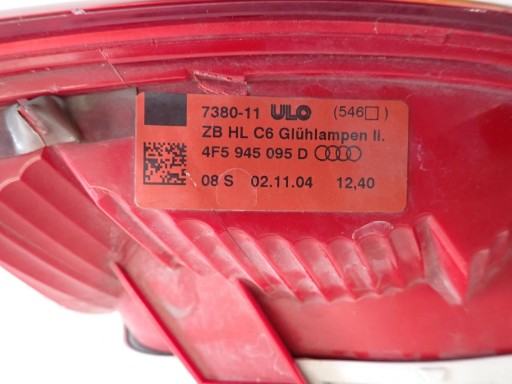 7380-11 ULO (546□)
ZB HL C6 Glühlampen li.
4F5 945 095 D
08 S 02.11.04 12,40